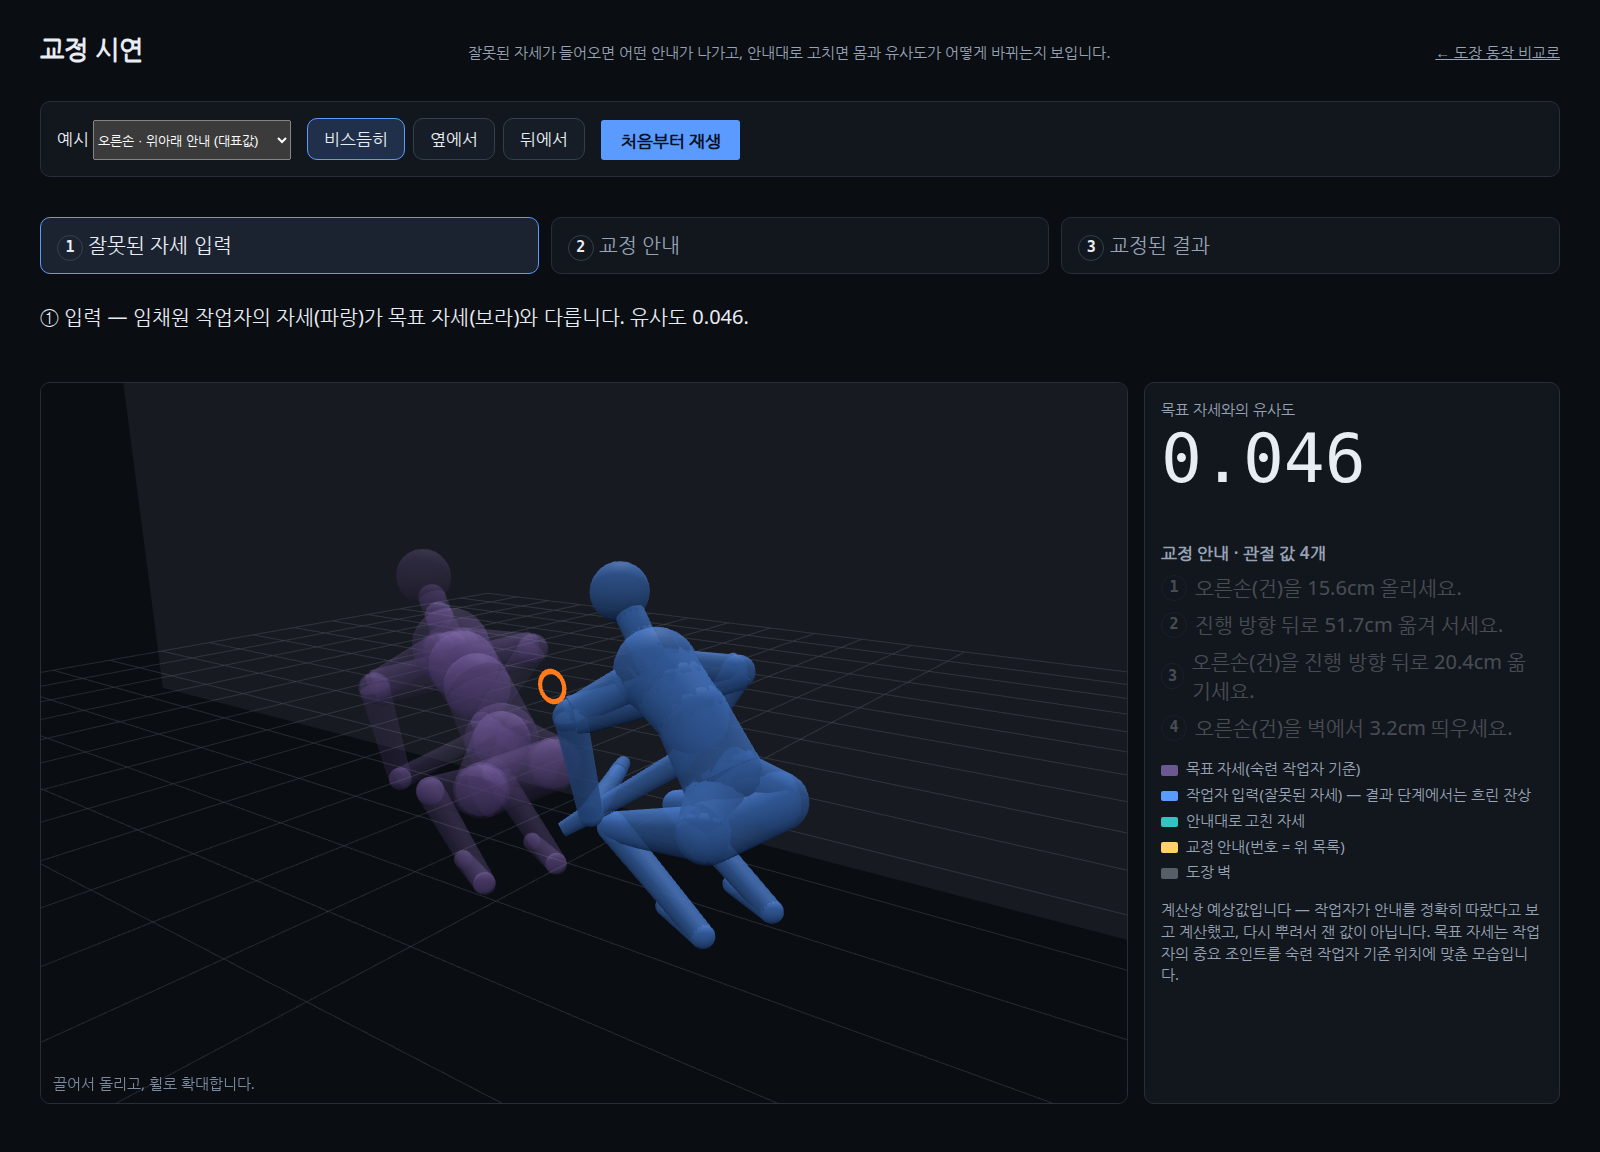 교정 시연
잘못된 자세가 들어오면 어떤 안내가 나가고, 안내대로 고치면 몸과 유사도가 어떻게 바뀌는지 보입니다.
← 도장 동작 비교로
예시 오른손 · 위아래 안내 (대표값) 비스듬히 옆에서 뒤에서 처음부터 재생
1 잘못된 자세 입력
2 교정 안내
3 교정된 결과
① 입력 — 임채원 작업자의 자세(파랑)가 목표 자세(보라)와 다릅니다. 유사도 0.046.
끌어서 돌리고, 휠로 확대합니다.
목표 자세와의 유사도
0.046
교정 안내 · 관절 값 4개
1 오른손(건)을 15.6cm 올리세요.
2 진행 방향 뒤로 51.7cm 옮겨 서세요.
3 오른손(건)을 진행 방향 뒤로 20.4cm 옮
기세요.
4 오른손(건)을 벽에서 3.2cm 띄우세요.
목표 자세(숙련 작업자 기준)
작업자 입력(잘못된 자세) — 결과 단계에서는 흐린 잔상
안내대로 고친 자세
교정 안내(번호 = 위 목록)
도장 벽
계산상 예상값입니다 — 작업자가 안내를 정확히 따랐다고 보
고 계산했고, 다시 뿌려서 잰 값이 아닙니다. 목표 자세는 작업
자의 중요 조인트를 숙련 작업자 기준 위치에 맞춘 모습입니
다.